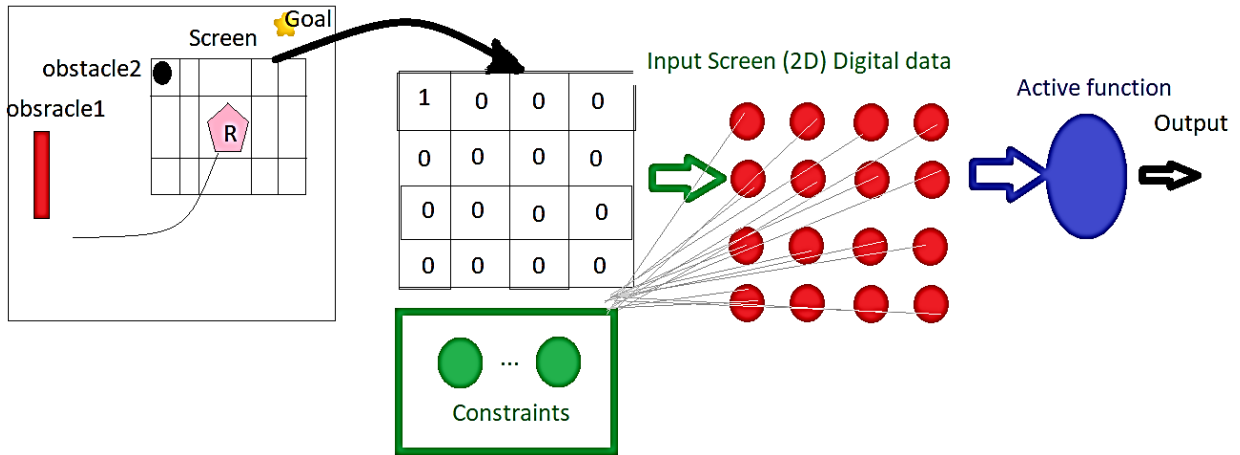 Goal
Screen
obstacle2
obsracle1
R
1 0 0 0
0 0 0 0
0 0 0 0
0 0 0 0
... 
Constraints
Input Screen (2D) Digital data
Active function
Output